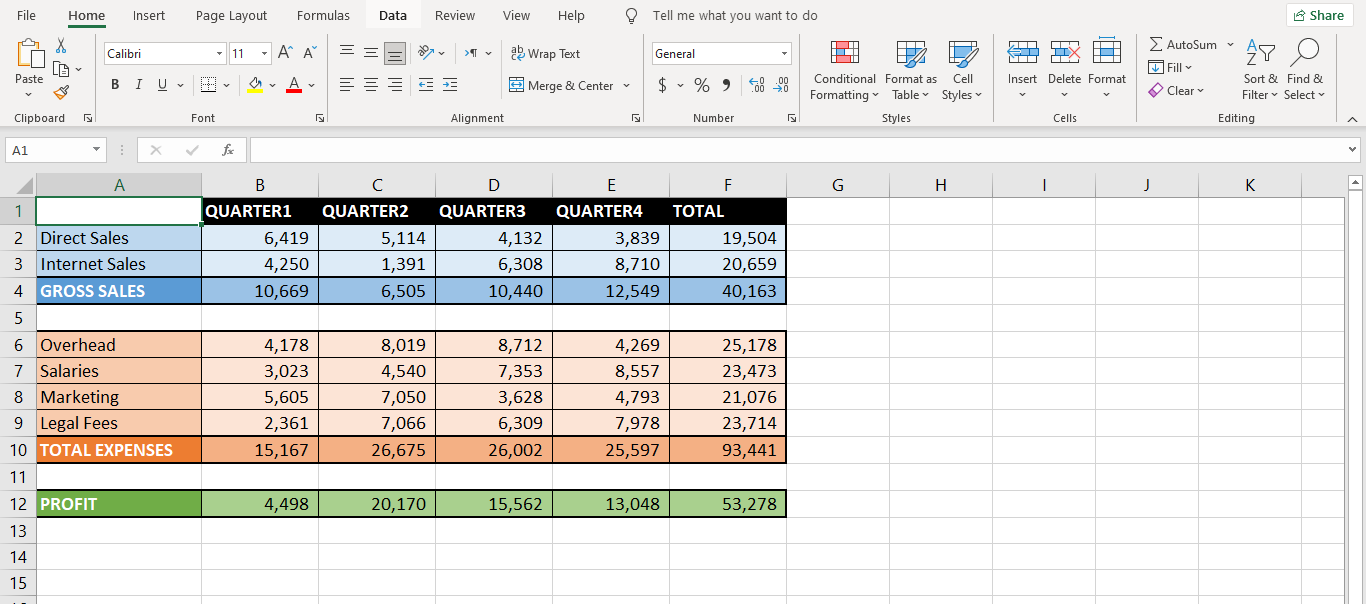 File Home Insert Page Layout Formulas Data Review View Help Tell me what you want to do Share
Calibri 11 General
Paste
B I U A
Wrap Text
Merge & Center
$ % 9
Conditional Formatting
Format as Table
Cell Styles
Insert Delete Format
AutoSum
Fill
Clear
Sort & Filter
Find & Select
Clipboard Font Alignment Number Styles Cells Editing
A1 fx
A B C D E F G H I J K
1 QUARTER1 QUARTER2 QUARTER3 QUARTER4 TOTAL
2 Direct Sales 6,419 5,114 4,132 3,839 19,504
3 Internet Sales 4,250 1,391 6,308 8,710 20,659
4 GROSS SALES 10,669 6,505 10,440 12,549 40,163
5
6 Overhead 4,178 8,019 8,712 4,269 25,178
7 Salaries 3,023 4,540 7,353 8,557 23,473
8 Marketing 5,605 7,050 3,628 4,793 21,076
9 Legal Fees 2,361 7,066 6,309 7,978 23,714
10 TOTAL EXPENSES 15,167 26,675 26,002 25,597 93,441
11
12 PROFIT 4,498 20,170 15,562 13,048 53,278
13
14
15